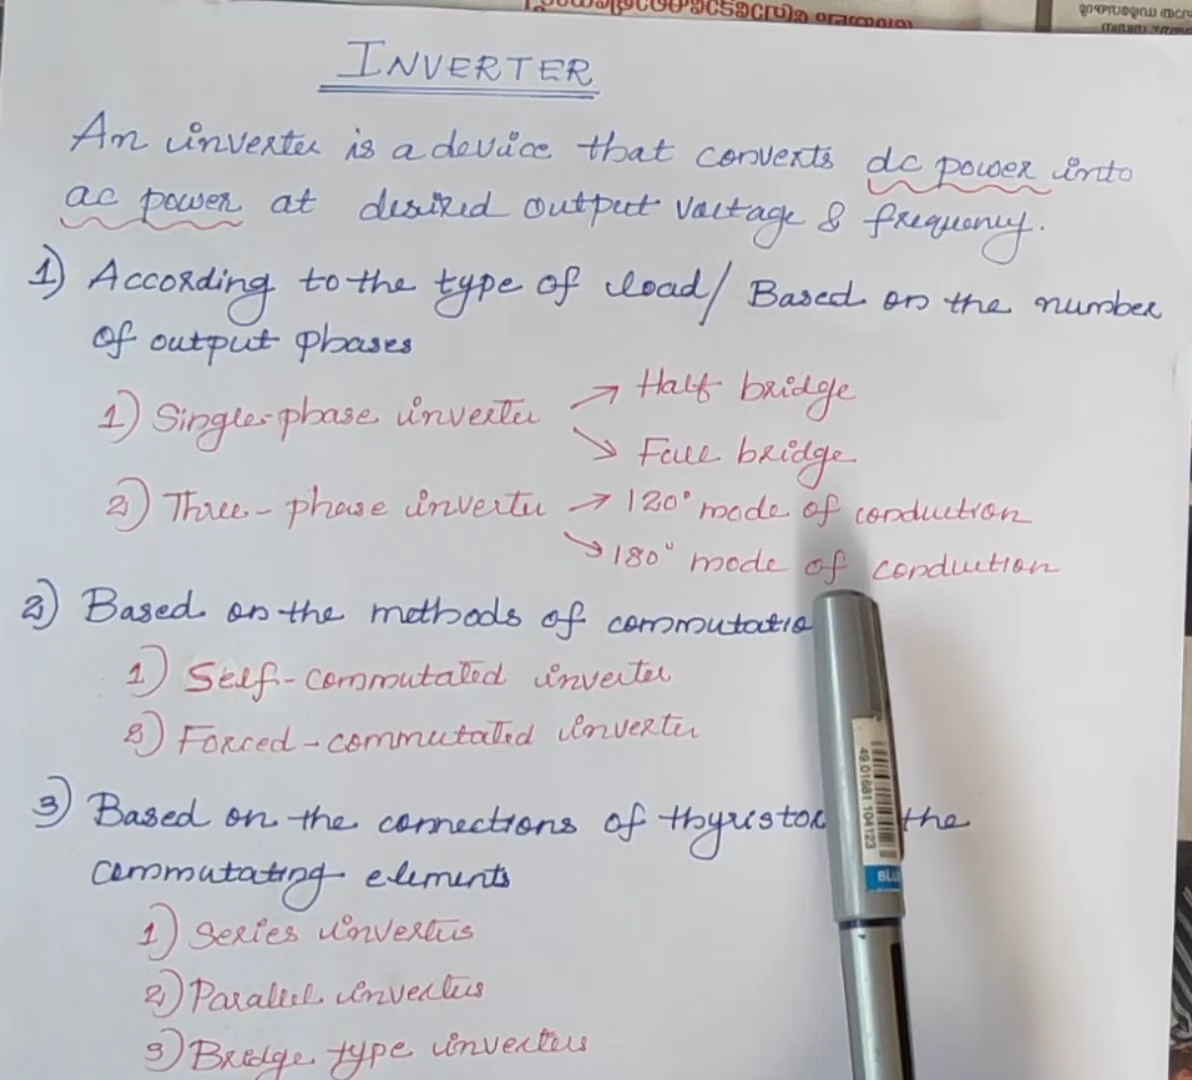 INVERTER
An inverter is a device that converts dc power into
ac power at desired output voltage & frequency.
1) According to the type of load/ Based on the number
of output phases
1) Single-phase inverter → Half bridge
↘ Full bridge
2) Three-phase inverter → 120° mode of conduction
↘ 180° mode of conduction
2) Based on the methods of commutatio
1) Self-commutated inverter
2) Forced-commutated inverter
3) Based on the connections of thyristor the
commutating elements
1) Series inverters
2) Parallel inverters
3) Bridge type inverters
49 01681 104123
BLU